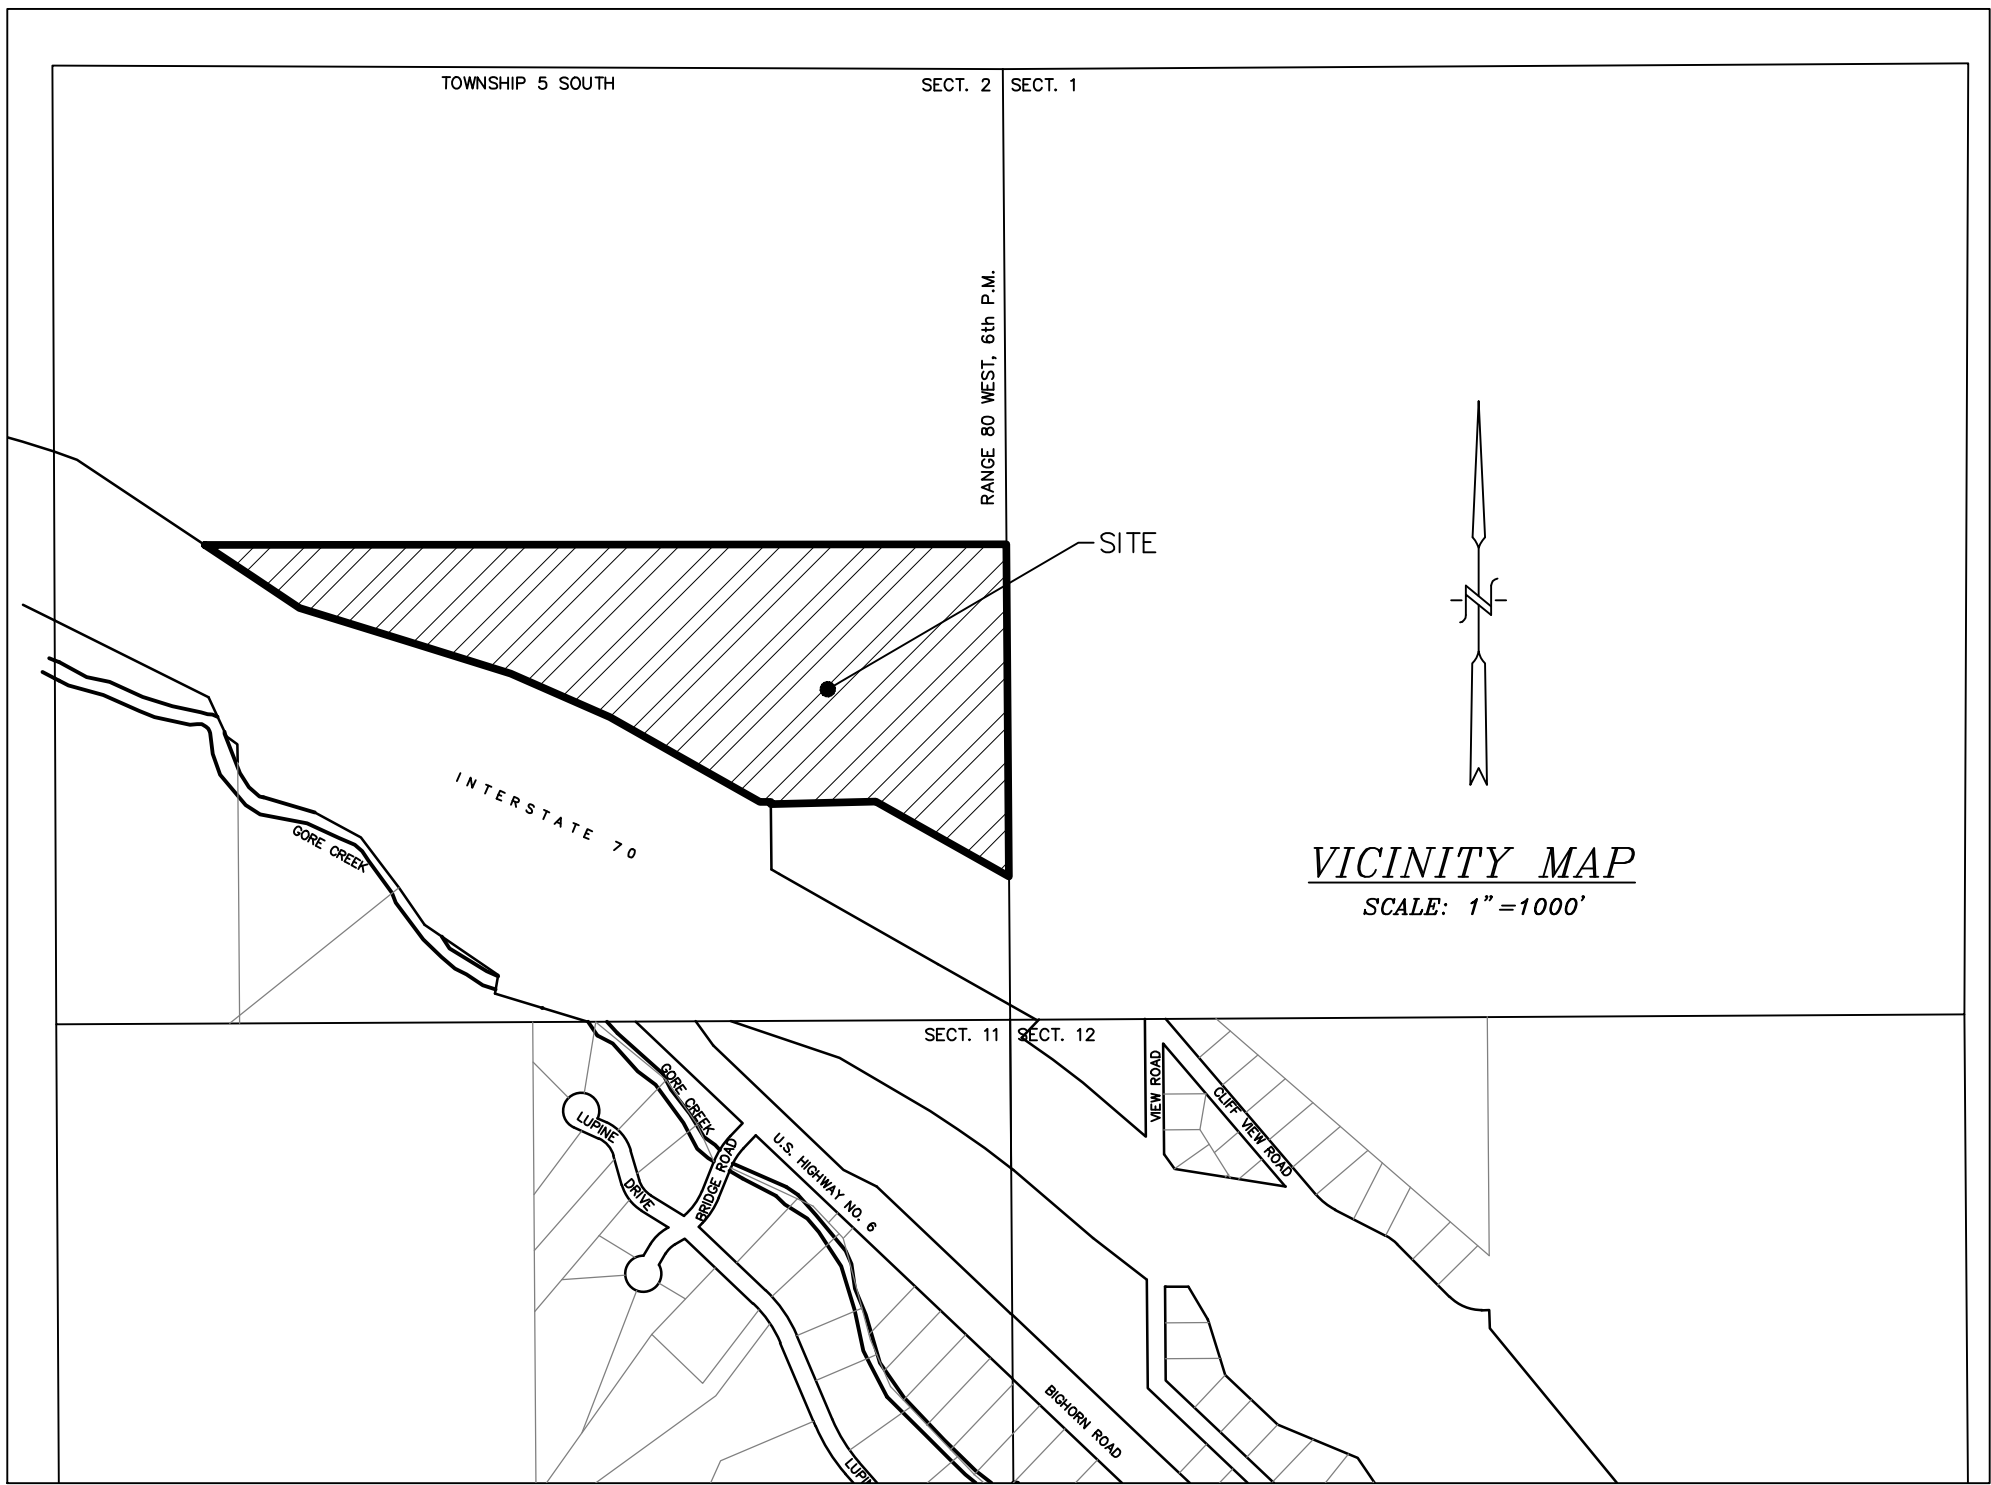 TOWNSHIP 5 SOUTH
SECT. 2
SECT. 1
RANGE 80 WEST, 6th P.M.
SITE
N
INTERSTATE 70
GORE CREEK
VICINITY MAP
SCALE: 1"=1000'
SECT. 11
SECT. 12
GORE CREEK
LUPINE
DRIVE
BRIDGE ROAD
U.S. HIGHWAY NO. 6
VIEW ROAD
CLIFF VIEW ROAD
BIGHORN ROAD
LUPIN